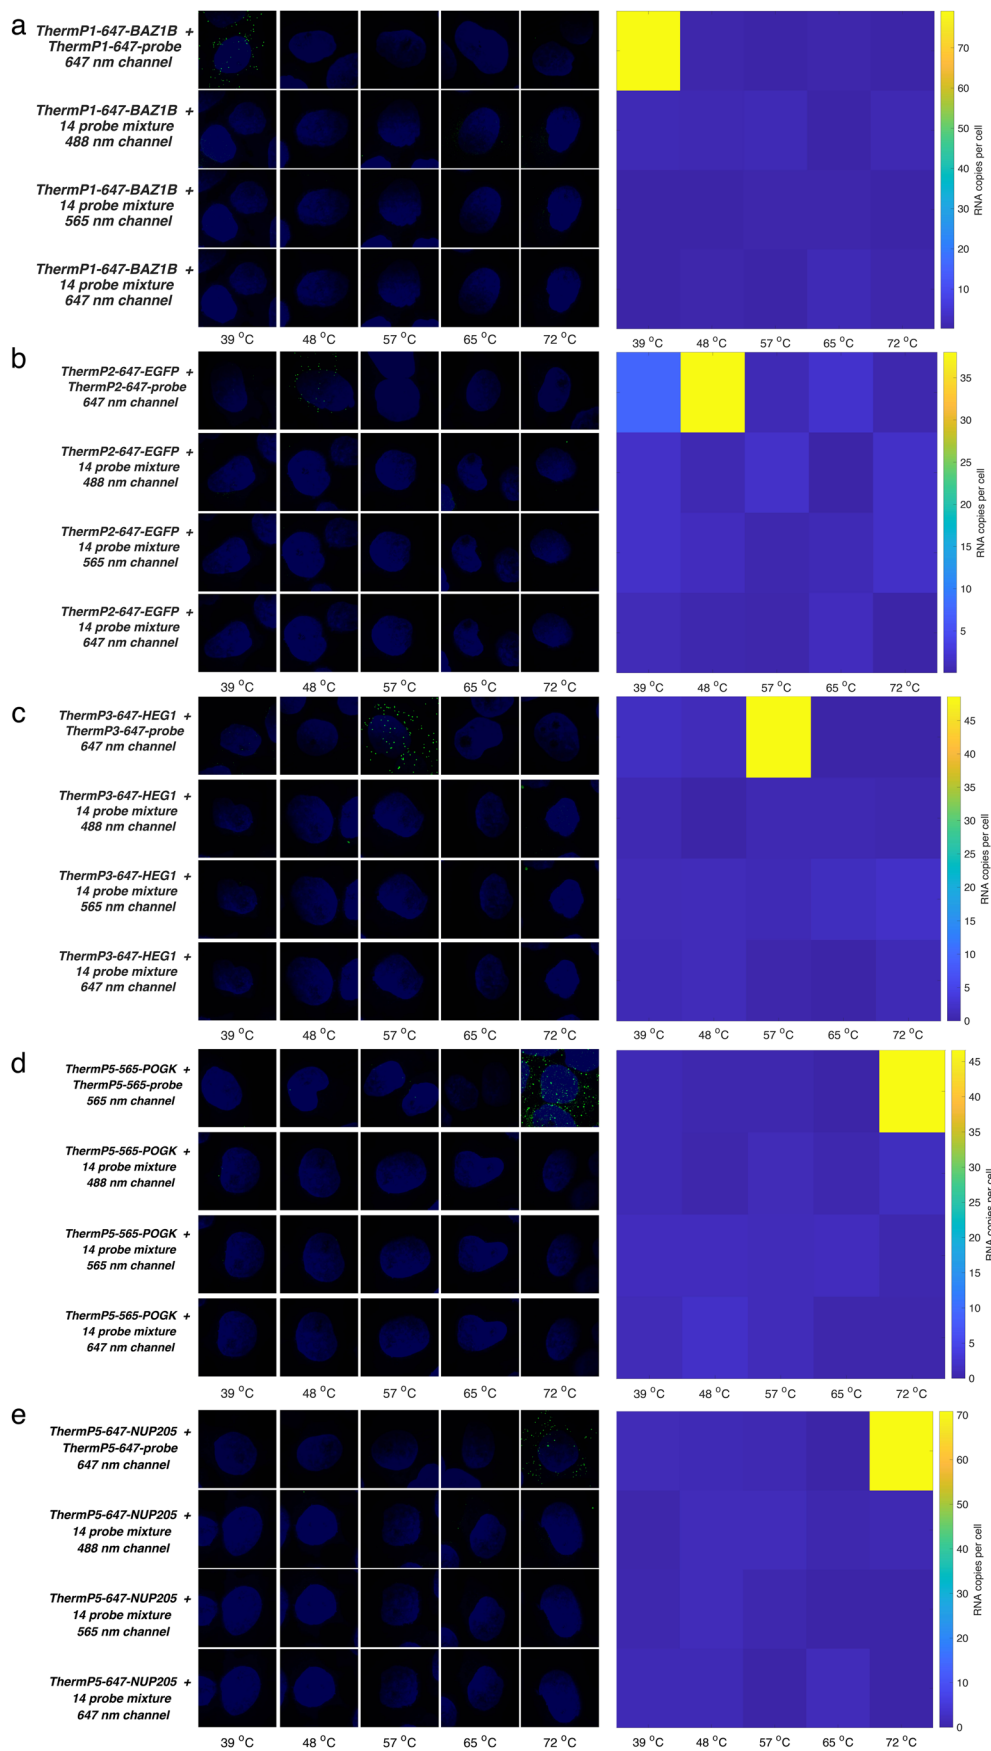 a
ThermP1-647-BAZ1B +
ThermP1-647-probe
647 nm channel
ThermP1-647-BAZ1B +
14 probe mixture
488 nm channel
ThermP1-647-BAZ1B +
14 probe mixture
565 nm channel
ThermP1-647-BAZ1B +
14 probe mixture
647 nm channel
39 °C 48 °C 57 °C 65 °C 72 °C
39 °C 48 °C 57 °C 65 °C 72 °C
70
60
50
40
30
20
10
RNA copies per cell
b
ThermP2-647-EGFP +
ThermP2-647-probe
647 nm channel
ThermP2-647-EGFP +
14 probe mixture
488 nm channel
ThermP2-647-EGFP +
14 probe mixture
565 nm channel
ThermP2-647-EGFP +
14 probe mixture
647 nm channel
39 °C 48 °C 57 °C 65 °C 72 °C
39 °C 48 °C 57 °C 65 °C 72 °C
35
30
25
20
15
10
5
RNA copies per cell
c
ThermP3-647-HEG1 +
ThermP3-647-probe
647 nm channel
ThermP3-647-HEG1 +
14 probe mixture
488 nm channel
ThermP3-647-HEG1 +
14 probe mixture
565 nm channel
ThermP3-647-HEG1 +
14 probe mixture
647 nm channel
39 °C 48 °C 57 °C 65 °C 72 °C
39 °C 48 °C 57 °C 65 °C 72 °C
45
40
35
30
25
20
15
10
5
0
RNA copies per cell
d
ThermP5-565-POGK +
ThermP5-565-probe
565 nm channel
ThermP5-565-POGK +
14 probe mixture
488 nm channel
ThermP5-565-POGK +
14 probe mixture
565 nm channel
ThermP5-565-POGK +
14 probe mixture
647 nm channel
39 °C 48 °C 57 °C 65 °C 72 °C
39 °C 48 °C 57 °C 65 °C 72 °C
45
40
35
30
25
20
15
10
5
0
RNA copies per cell
e
ThermP5-647-NUP205 +
ThermP5-647-probe
647 nm channel
ThermP5-647-NUP205 +
14 probe mixture
488 nm channel
ThermP5-647-NUP205 +
14 probe mixture
565 nm channel
ThermP5-647-NUP205 +
14 probe mixture
647 nm channel
39 °C 48 °C 57 °C 65 °C 72 °C
39 °C 48 °C 57 °C 65 °C 72 °C
70
60
50
40
30
20
10
0
RNA copies per cell